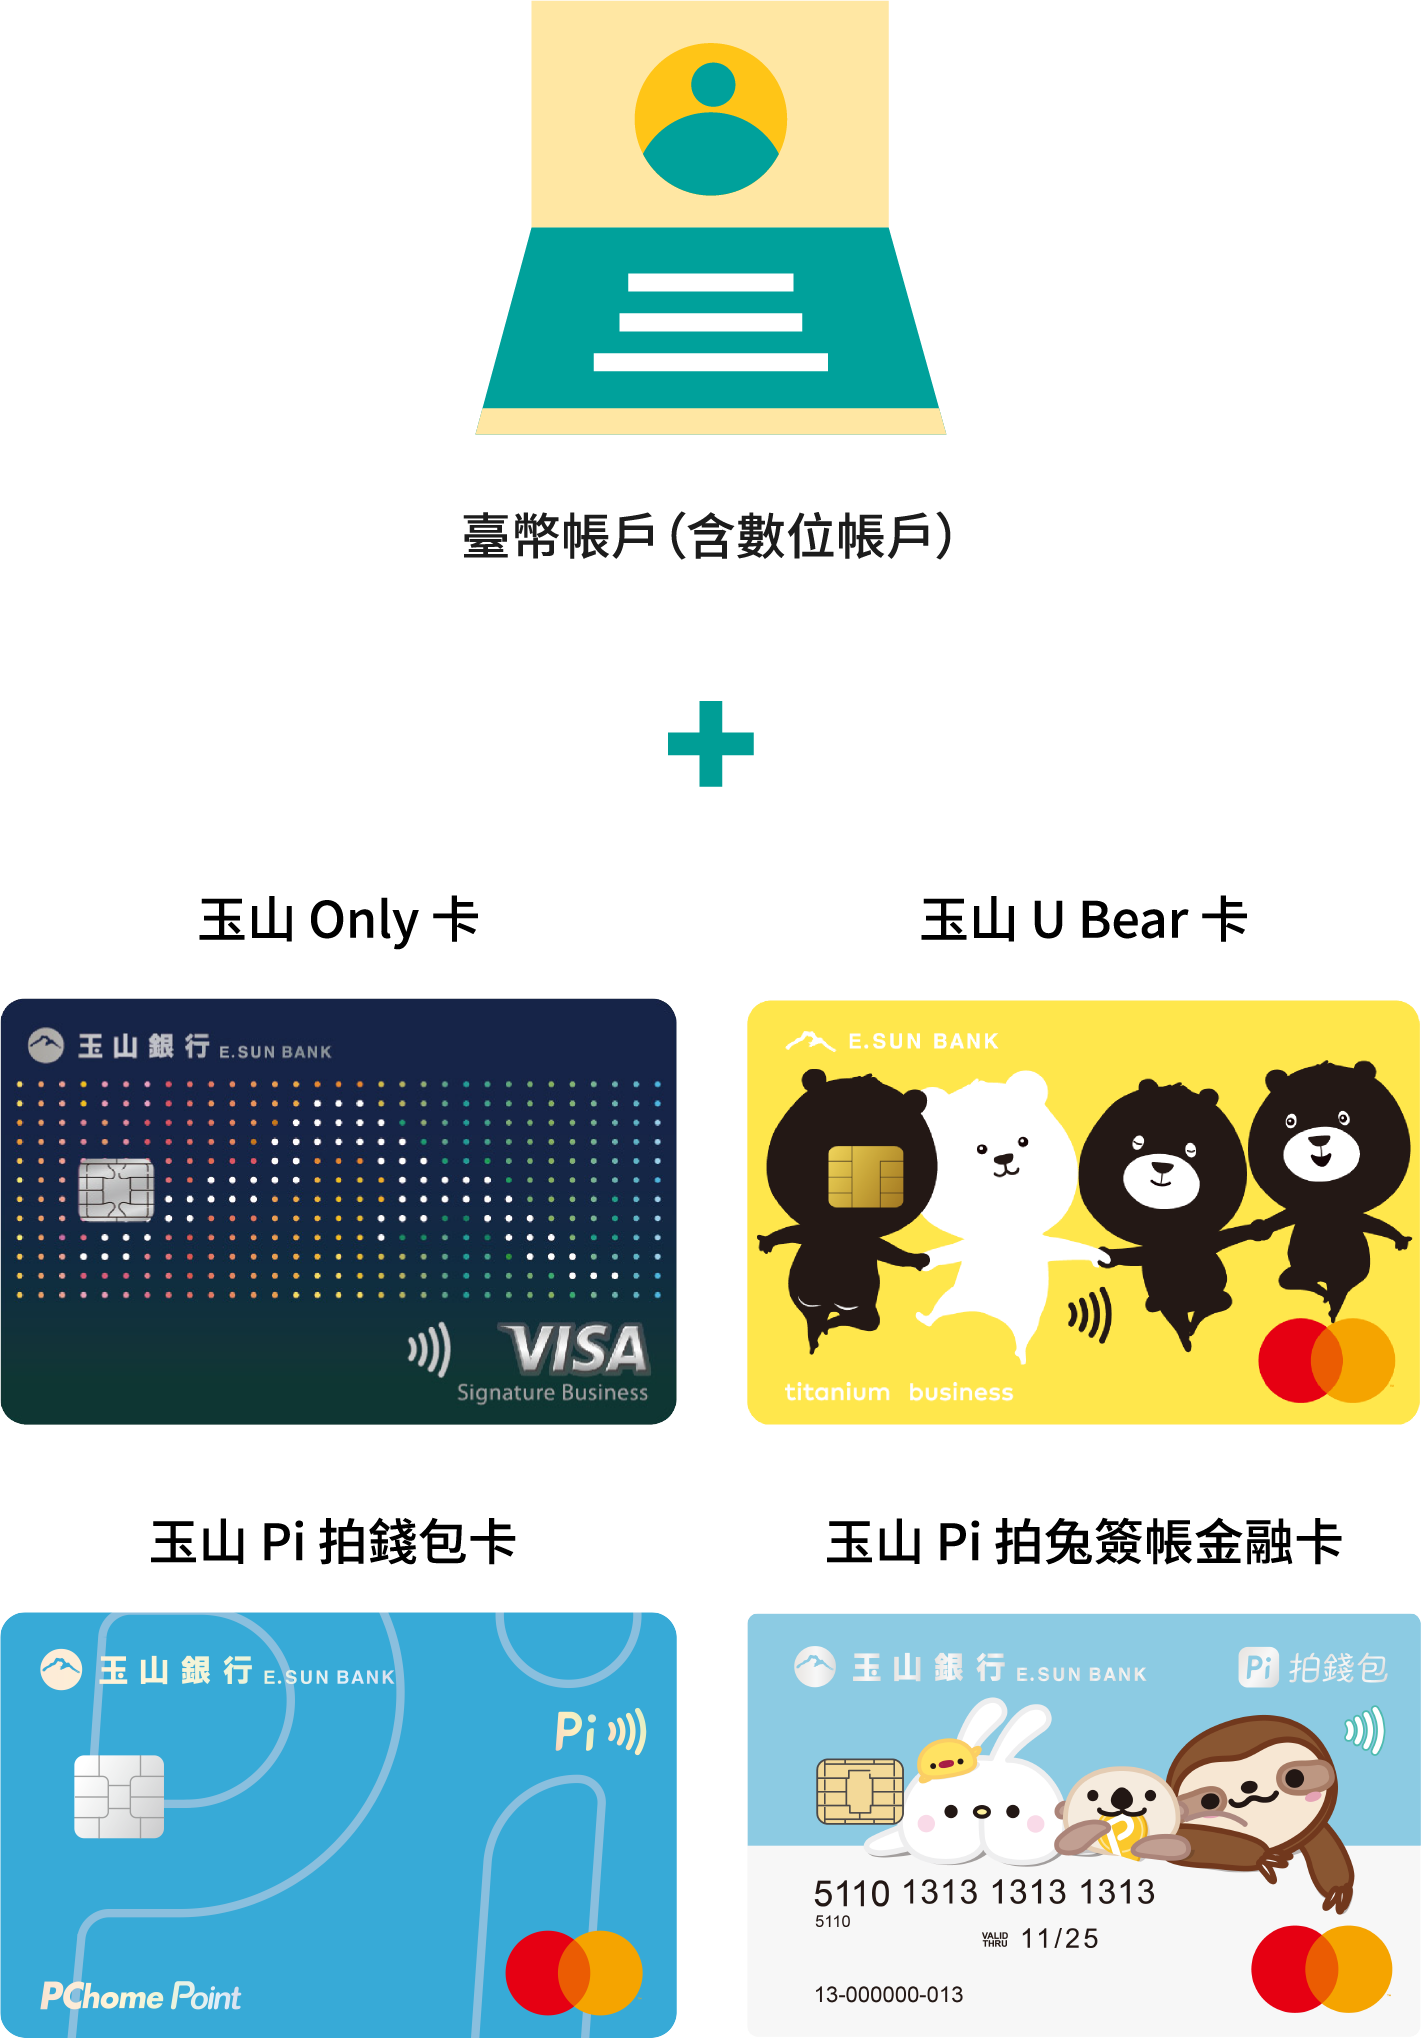 臺幣帳戶（含數位帳戶）
玉山 Only 卡
玉山 U Bear 卡
玉山銀行 E.SUN BANK
VISA
Signature Business
E.SUN BANK
titanium business
玉山 Pi 拍錢包卡
玉山 Pi 拍兔簽帳金融卡
玉山銀行 E.SUN BANK
Pi
PChome Point
玉山銀行 E.SUN BANK
Pi 拍錢包
5110 1313 1313 1313
5110
VALID THRU 11/25
13-000000-013